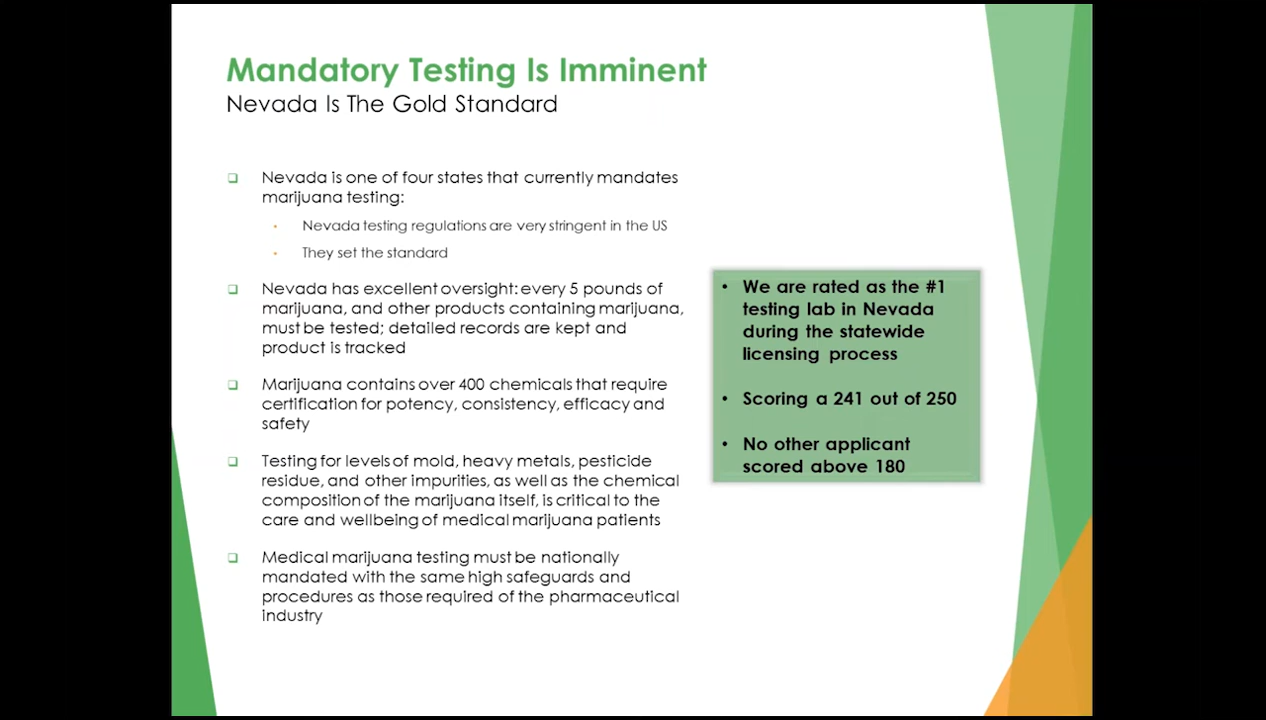 Mandatory Testing Is Imminent
Nevada Is The Gold Standard
Nevada is one of four states that currently mandates
marijuana testing:
Nevada testing regulations are very stringent in the US
They set the standard
Nevada has excellent oversight: every 5 pounds of
marijuana, and other products containing marijuana,
must be tested; detailed records are kept and
product is tracked
Marijuana contains over 400 chemicals that require
certification for potency, consistency, efficacy and
safety
Testing for levels of mold, heavy metals, pesticide
residue, and other impurities, as well as the chemical
composition of the marijuana itself, is critical to the
care and wellbeing of medical marijuana patients
Medical marijuana testing must be nationally
mandated with the same high safeguards and
procedures as those required of the pharmaceutical
industry
• We are rated as the #1
testing lab in Nevada
during the statewide
licensing process
• Scoring a 241 out of 250
• No other applicant
scored above 180